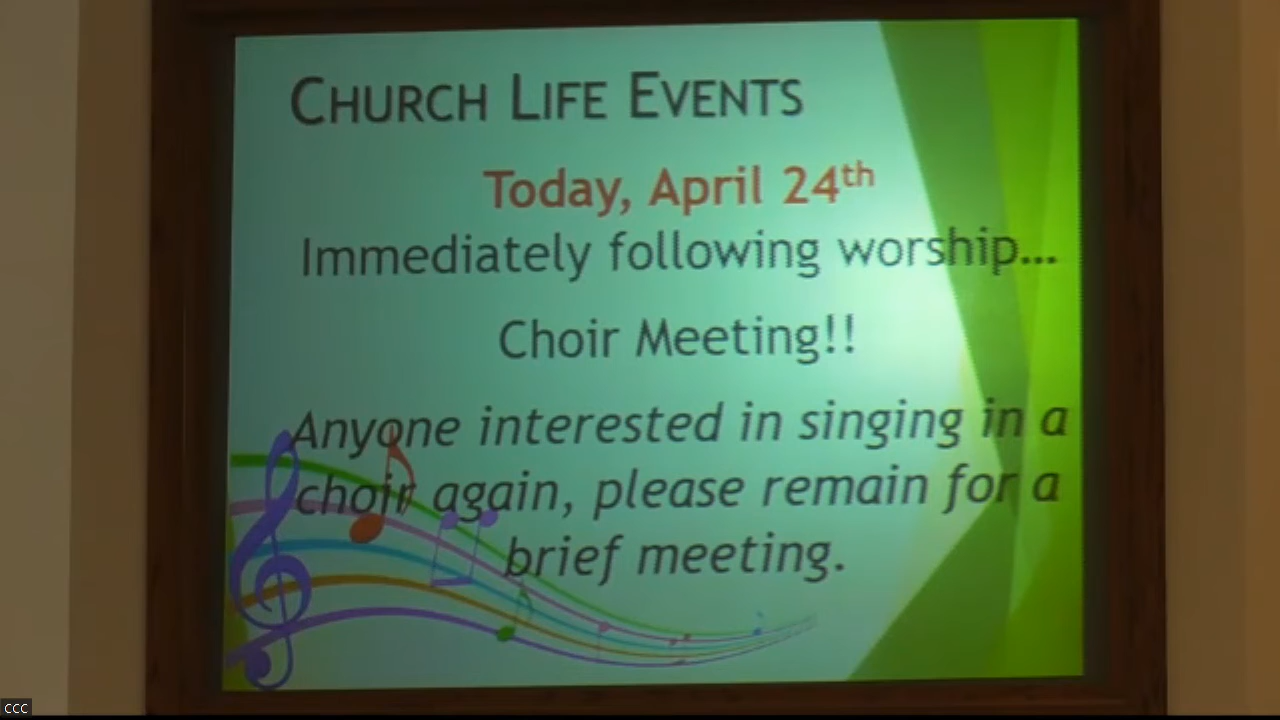 CHURCH LIFE EVENTS
Today, April 24th
Immediately following worship...
Choir Meeting!!
Anyone interested in singing in a
choir again, please remain for a
brief meeting.
ccc